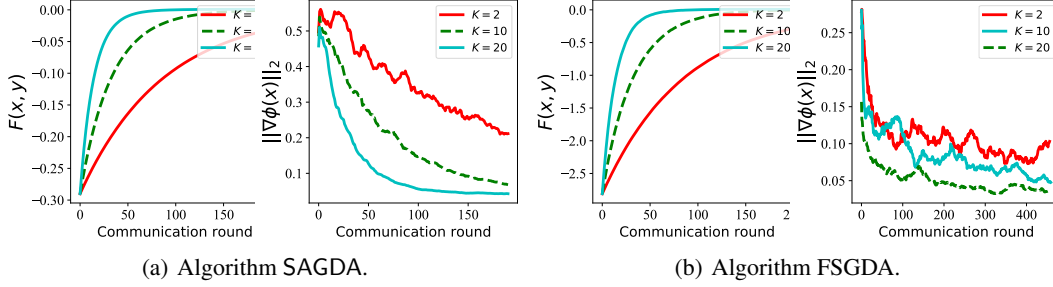 0.00
−0.05
−0.10
−0.15
−0.20
−0.25
−0.30
F(x, y)
K =
K =
K =
0 50 100 150
Communication round
0.5
0.4
0.3
0.2
0.1
||∇ϕ(x)||₂
K = 2
K = 10
K = 20
0 50 100 150
Communication round
(a) Algorithm SAGDA.
0.0
−0.5
−1.0
−1.5
−2.0
−2.5
F(x, y)
K = 2
K = 10
K = 20
0 50 100 150 2
Communication round
0.25
0.20
0.15
0.10
0.05
||∇ϕ(x)||₂
K = 2
K = 10
K = 20
0 100 200 300 400
Communication round
(b) Algorithm FSGDA.